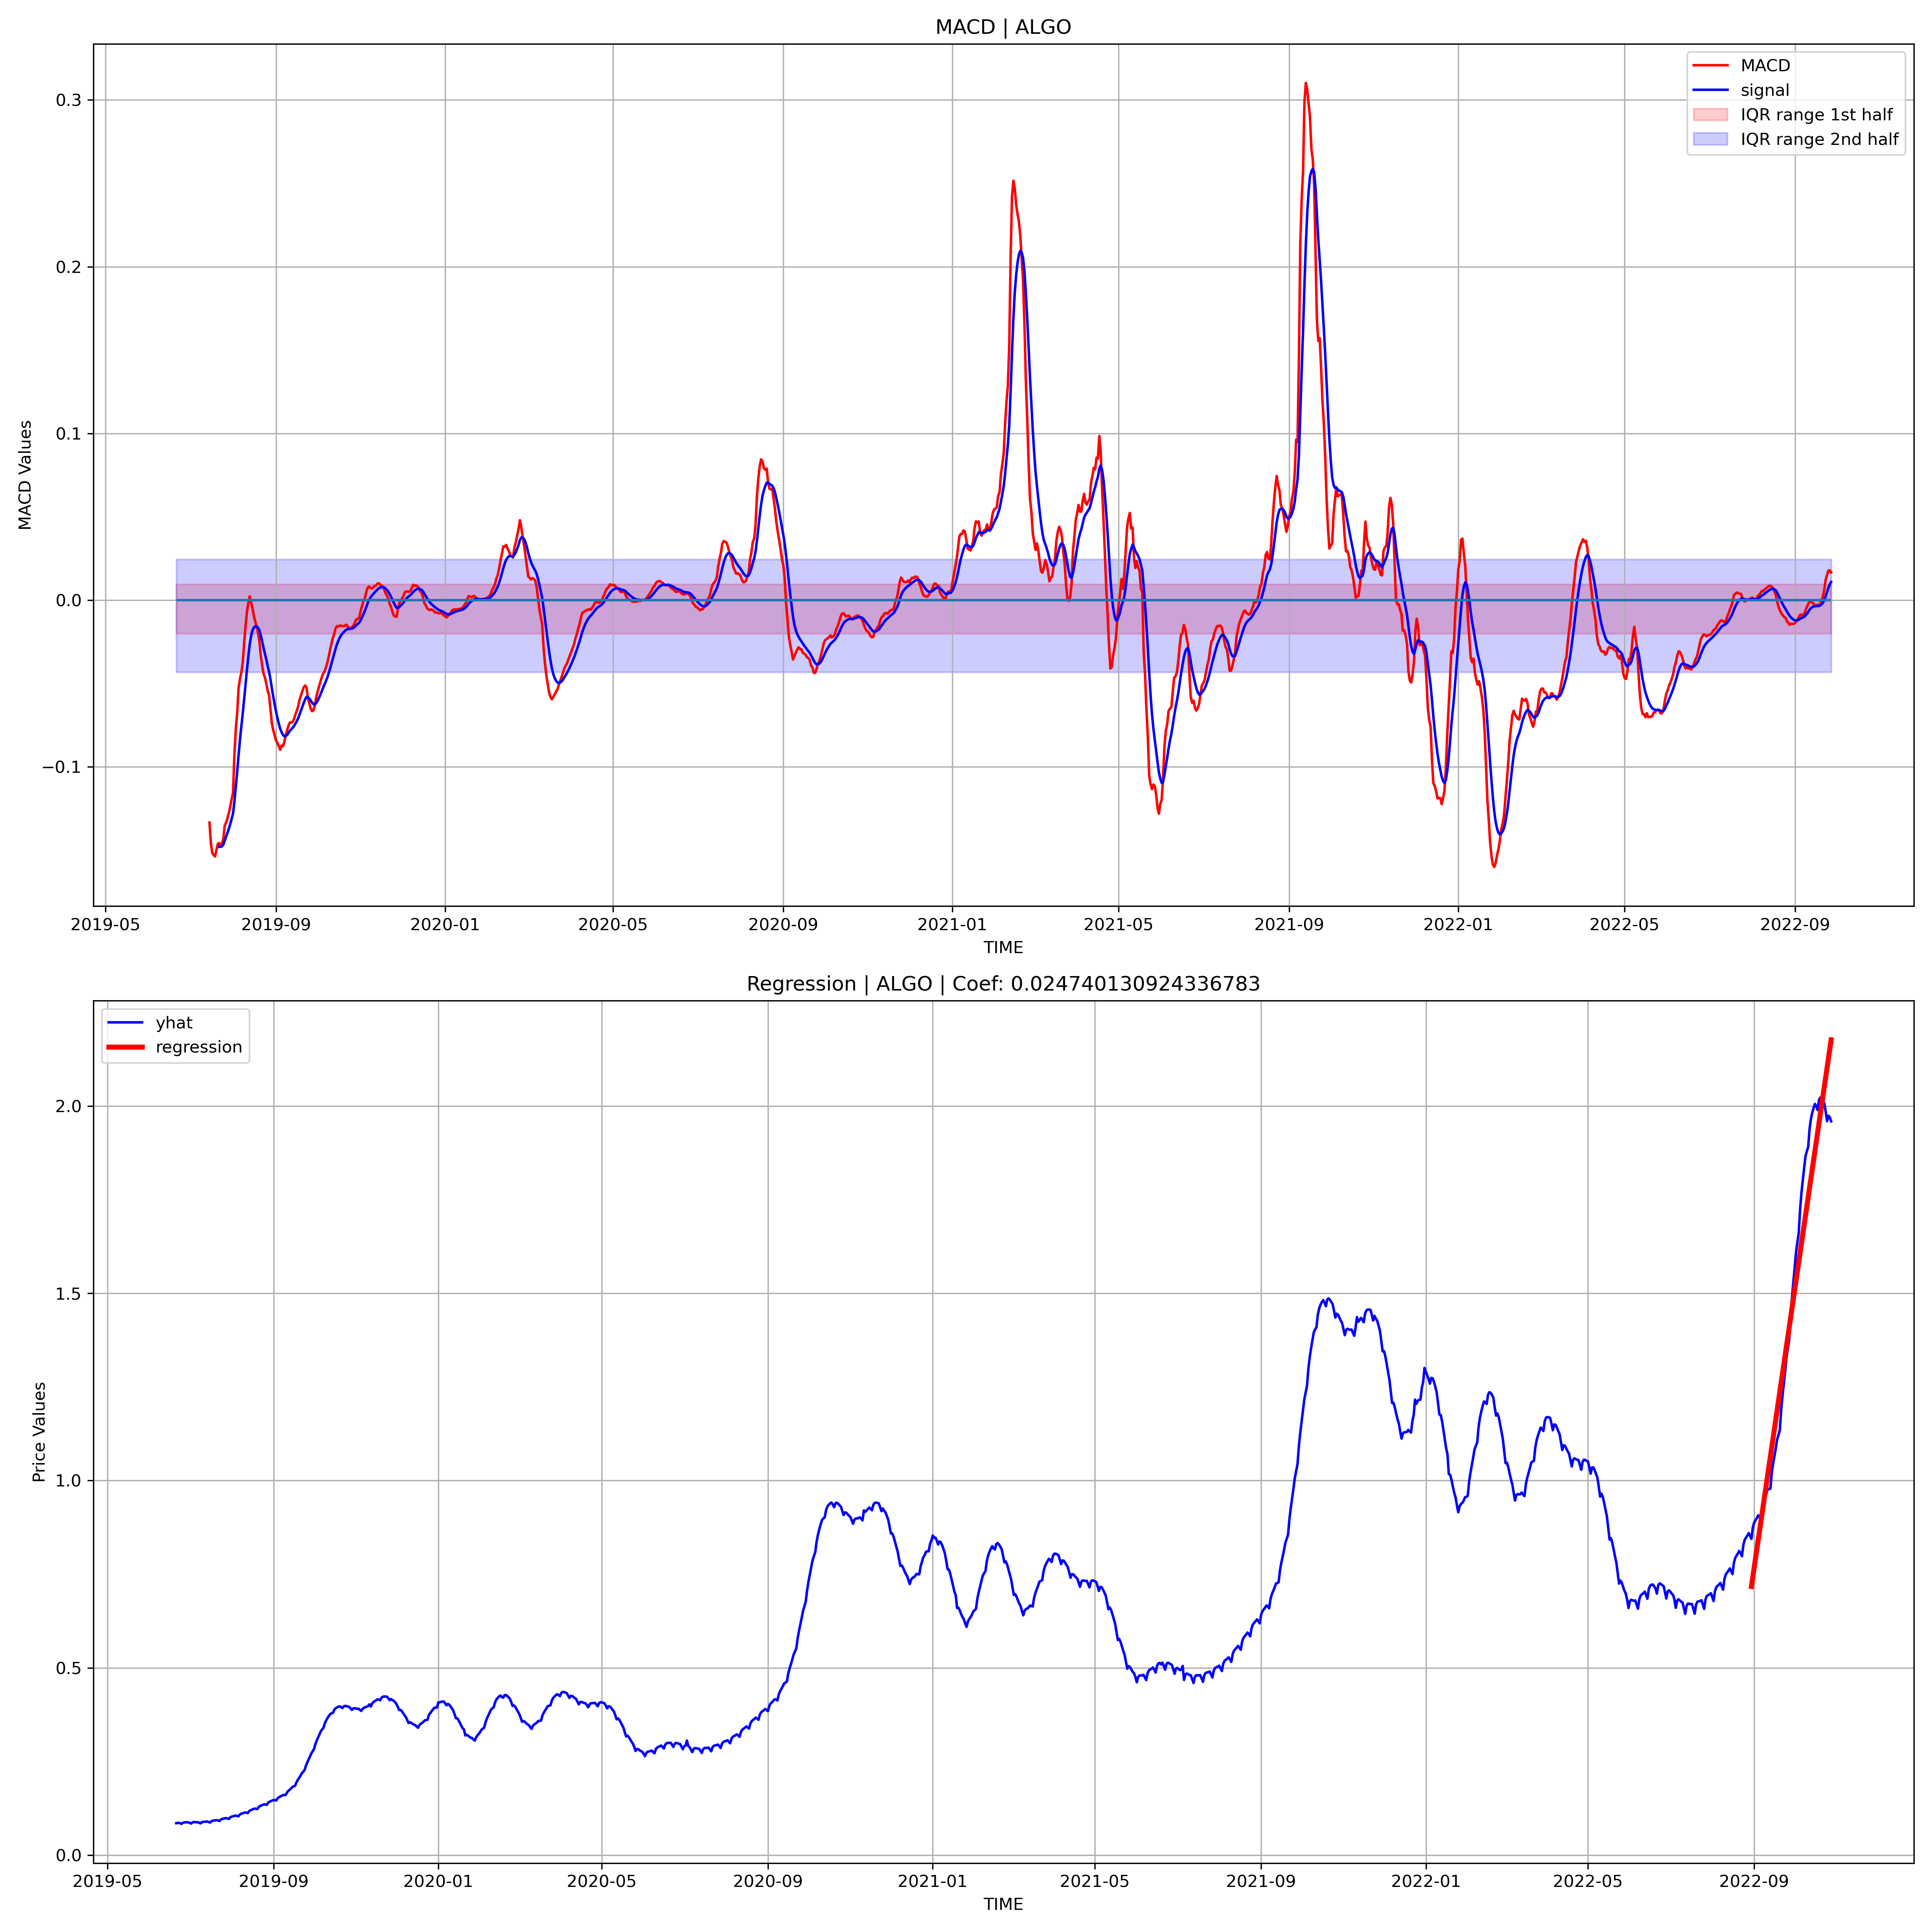 MACD | ALGO
MACD
signal
IQR range 1st half
IQR range 2nd half
MACD Values
0.3
0.2
0.1
0.0
−0.1
2019-05 2019-09 2020-01 2020-05 2020-09 2021-01 2021-05 2021-09 2022-01 2022-05 2022-09
TIME
Regression | ALGO | Coef: 0.024740130924336783
yhat
regression
Price Values
2.0
1.5
1.0
0.5
0.0
2019-05 2019-09 2020-01 2020-05 2020-09 2021-01 2021-05 2021-09 2022-01 2022-05 2022-09
TIME